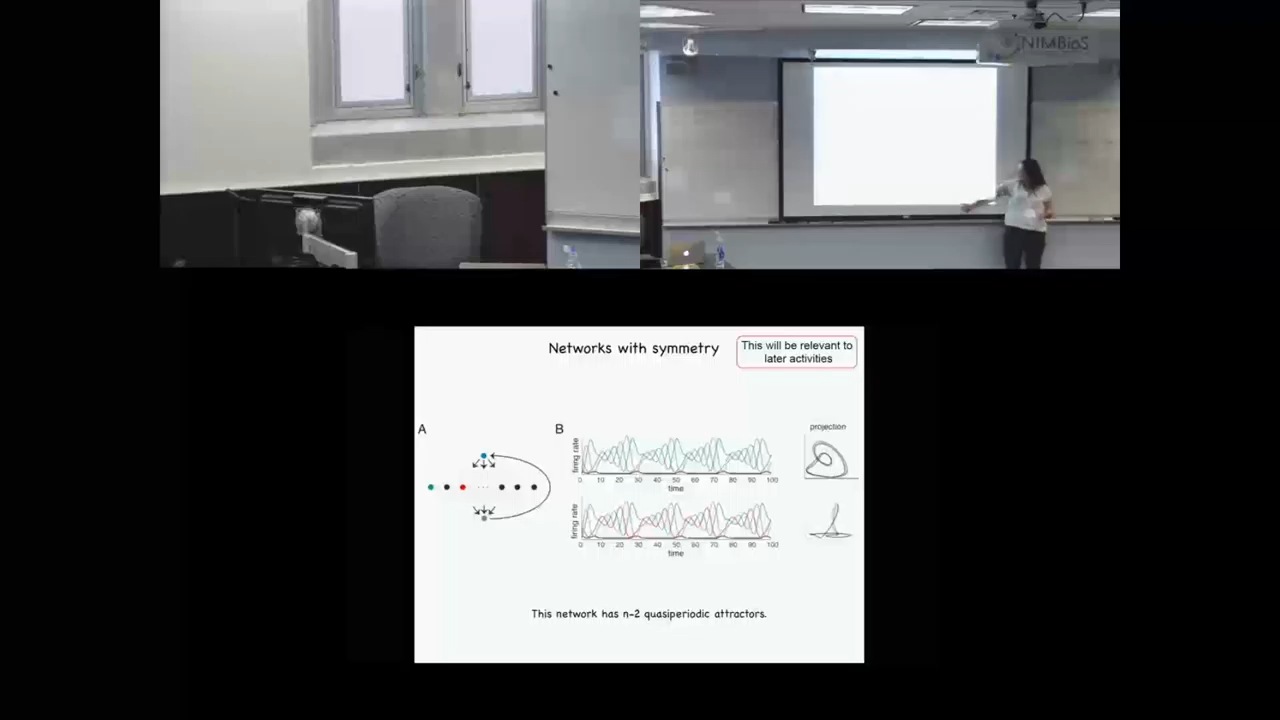 NIMBioS
Networks with symmetry
This will be relevant to
later activities
A
B
projection
firing rate
0 10 20 30 40 50 60 70 80 90 100
time
firing rate
0 10 20 30 40 50 60 70 80 90 100
time
This network has n-2 quasiperiodic attractors.